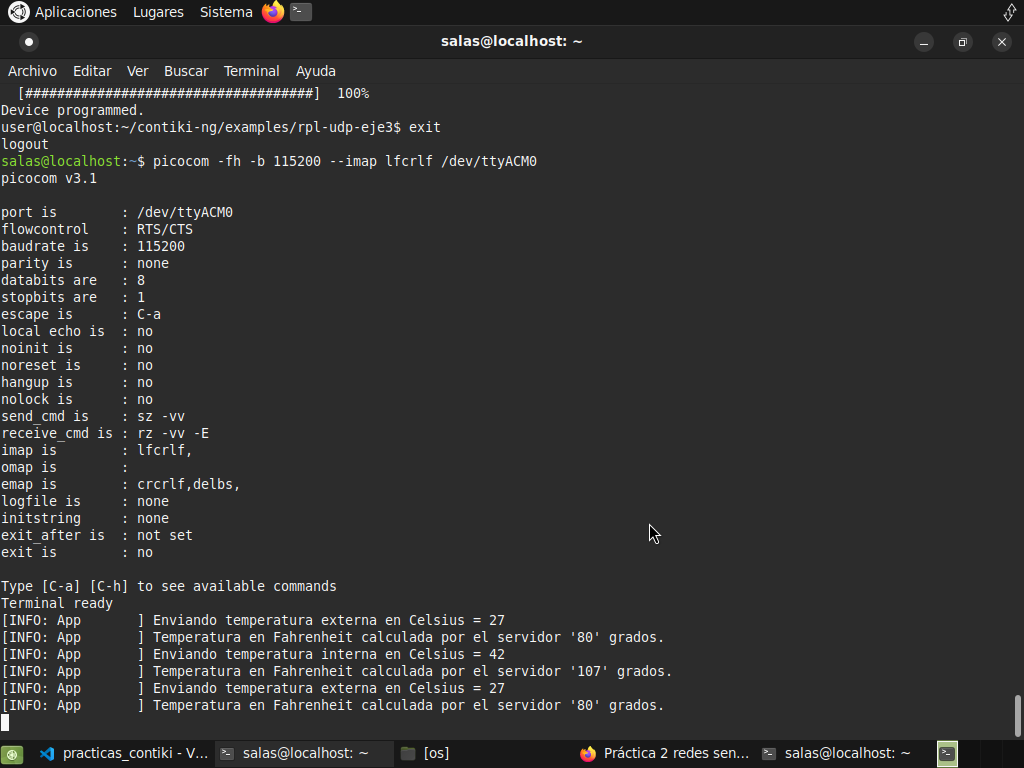 Aplicaciones Lugares Sistema
salas@localhost: ~
Archivo Editar Ver Buscar Terminal Ayuda
[####################################] 100%
Device programmed.
user@localhost:~/contiki-ng/examples/rpl-udp-eje3$ exit
logout
salas@localhost:~$ picocom -fh -b 115200 --imap lfcrlf /dev/ttyACM0
picocom v3.1
port is        : /dev/ttyACM0
flowcontrol    : RTS/CTS
baudrate is    : 115200
parity is      : none
databits are   : 8
stopbits are   : 1
escape is      : C-a
local echo is  : no
noinit is      : no
noreset is     : no
hangup is      : no
nolock is      : no
send_cmd is    : sz -vv
receive_cmd is : rz -vv -E
imap is        : lfcrlf,
omap is        :
emap is        : crcrlf,delbs,
logfile is     : none
initstring     : none
exit_after is  : not set
exit is        : no
Type [C-a] [C-h] to see available commands
Terminal ready
[INFO: App       ] Enviando temperatura externa en Celsius = 27
[INFO: App       ] Temperatura en Fahrenheit calculada por el servidor '80' grados.
[INFO: App       ] Enviando temperatura interna en Celsius = 42
[INFO: App       ] Temperatura en Fahrenheit calculada por el servidor '107' grados.
[INFO: App       ] Enviando temperatura externa en Celsius = 27
[INFO: App       ] Temperatura en Fahrenheit calculada por el servidor '80' grados.
practicas_contiki - V... salas@localhost: ~ [os] Práctica 2 redes sen... salas@localhost: ~